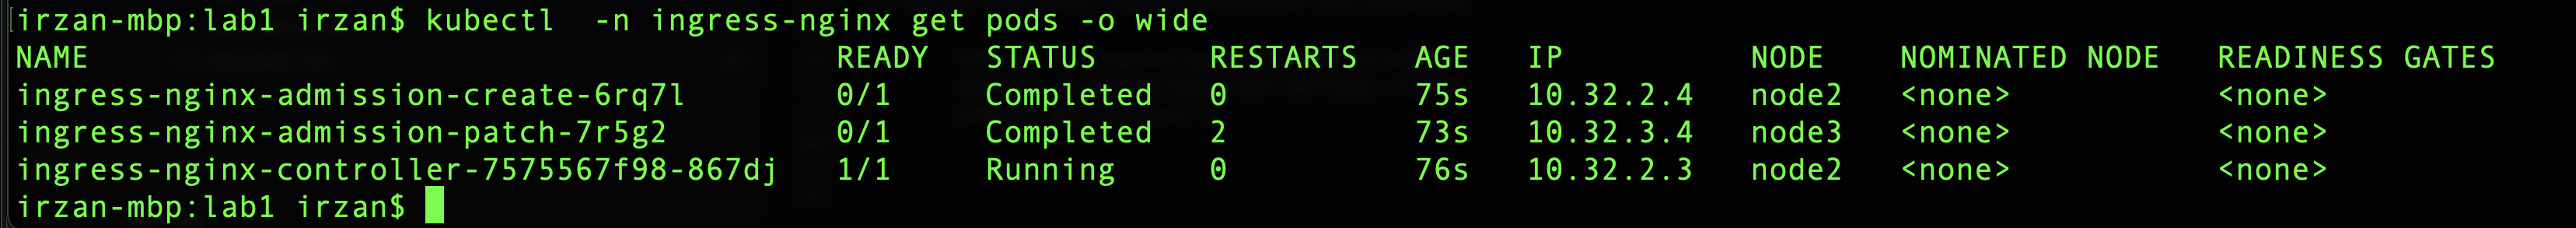 irzan-mbp:lab1 irzan$ kubectl  -n ingress-nginx get pods -o wide
NAME                                        READY   STATUS      RESTARTS   AGE   IP          NODE    NOMINATED NODE   READINESS GATES
ingress-nginx-admission-create-6rq7l        0/1     Completed   0          75s   10.32.2.4   node2   <none>           <none>
ingress-nginx-admission-patch-7r5g2         0/1     Completed   2          73s   10.32.3.4   node3   <none>           <none>
ingress-nginx-controller-7575567f98-867dj   1/1     Running     0          76s   10.32.2.3   node2   <none>           <none>
irzan-mbp:lab1 irzan$